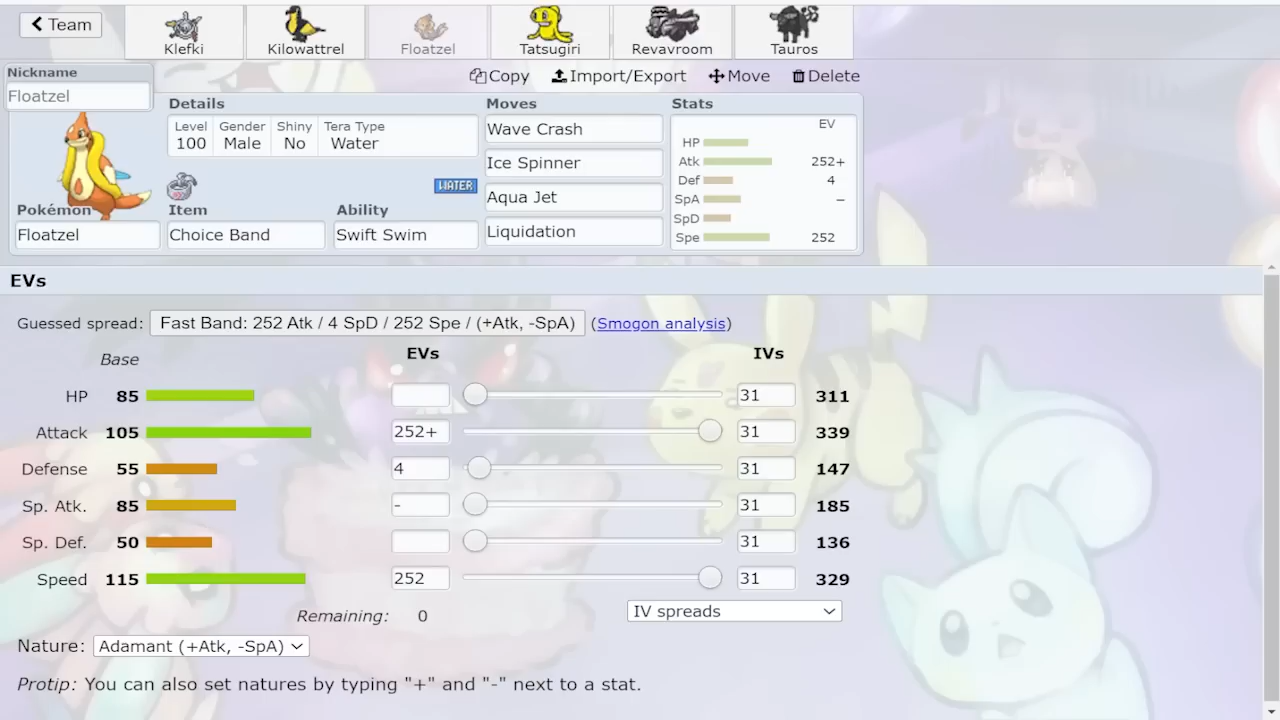 Team
Klefki
Kilowattrel
Floatzel
Tatsugiri
Revavroom
Tauros
Copy Import/Export Move Delete
Nickname
Floatzel
Details Moves Stats
Level Gender Shiny Tera Type
100 Male No Water
WATER
Pokémon Item Ability
Floatzel Choice Band Swift Swim
Wave Crash
Ice Spinner
Aqua Jet
Liquidation
EV
HP
Atk 252+
Def 4
SpA –
SpD
Spe 252
EVs
Guessed spread: Fast Band: 252 Atk / 4 SpD / 252 Spe / (+Atk, -SpA) (Smogon analysis)
Base EVs IVs
HP 85 31 311
Attack 105 252+ 31 339
Defense 55 4 31 147
Sp. Atk. 85 - 31 185
Sp. Def. 50 31 136
Speed 115 252 31 329
Remaining: 0 IV spreads
Nature: Adamant (+Atk, -SpA)
Protip: You can also set natures by typing "+" and "-" next to a stat.